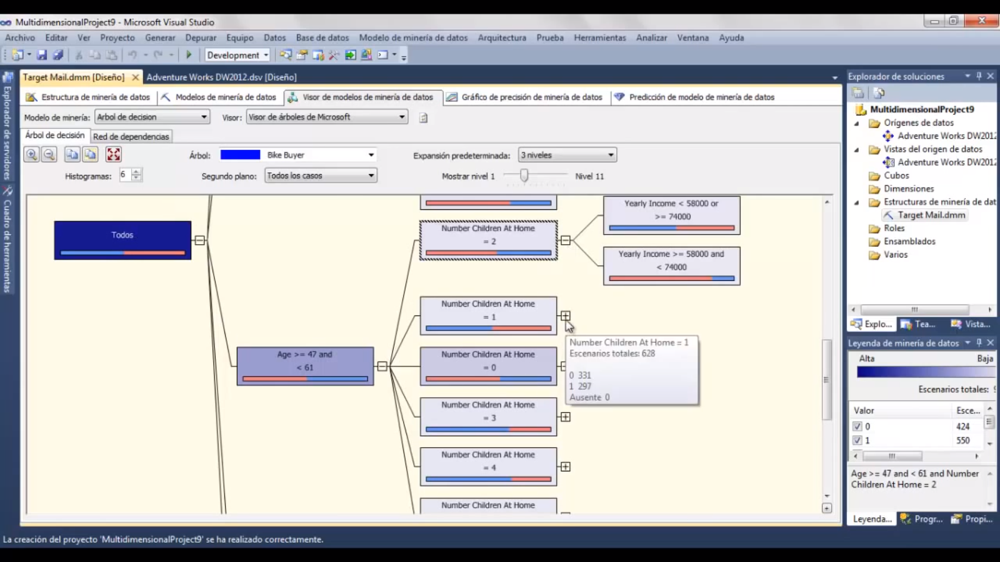 MultidimensionalProject9 - Microsoft Visual Studio
Archivo Editar Ver Proyecto Generar Depurar Equipo Datos Base de datos Modelo de minería de datos Arquitectura Prueba Herramientas Analizar Ventana Ayuda
Development
Target Mail.dmm [Diseño] Adventure Works DW2012.dsv [Diseño]
Estructura de minería de datos Modelos de minería de datos Visor de modelos de minería de datos Gráfico de precisión de minería de datos Predicción de modelo de minería de datos
Modelo de minería: Arbol de decision Visor: Visor de árboles de Microsoft
Árbol de decisión Red de dependencias
Árbol: Bike Buyer Expansión predeterminada: 3 niveles
Histogramas: 6 Segundo plano: Todos los casos Mostrar nivel 1 Nivel 11
Explorador de servidores
Cuadro de herramientas
Todos
Age >= 47 and
< 61
Number Children At Home
= 2
Number Children At Home
= 1
Number Children At Home
= 0
Number Children At Home
= 3
Number Children At Home
= 4
Number Children At Home
Yearly Income < 58000 or
>= 74000
Yearly Income >= 58000 and
< 74000
Number Children At Home = 1
Escenarios totales: 628
0 331
1 297
Ausente 0
Explorador de soluciones
MultidimensionalProject9
Orígenes de datos
Adventure Works DW2012
Vistas del origen de datos
Adventure Works DW2012
Cubos
Dimensiones
Estructuras de minería de dat
Target Mail.dmm
Roles
Ensamblados
Varios
Explo... Tea... Vista...
Leyenda de minería de datos
Alta Baja
Escenarios totales:
Valor Esce...
0 424
1 550
Age >= 47 and < 61 and Number
Children At Home = 2
Leyenda... Progr... Propi...
La creación del proyecto 'MultidimensionalProject9' se ha realizado correctamente.